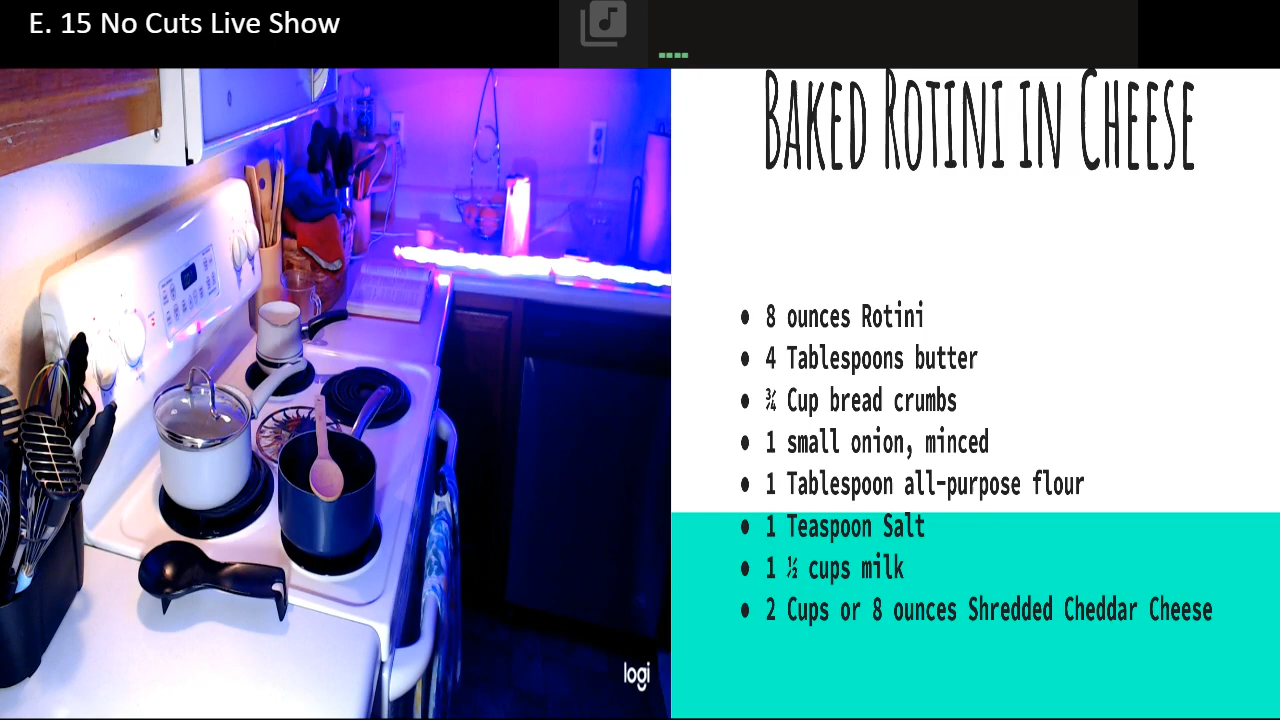 E. 15 No Cuts Live Show
BAKED ROTINI IN CHEESE
• 8 ounces Rotini
• 4 Tablespoons butter
• ¾ Cup bread crumbs
• 1 small onion, minced
• 1 Tablespoon all-purpose flour
• 1 Teaspoon Salt
• 1 ½ cups milk
• 2 Cups or 8 ounces Shredded Cheddar Cheese
logi